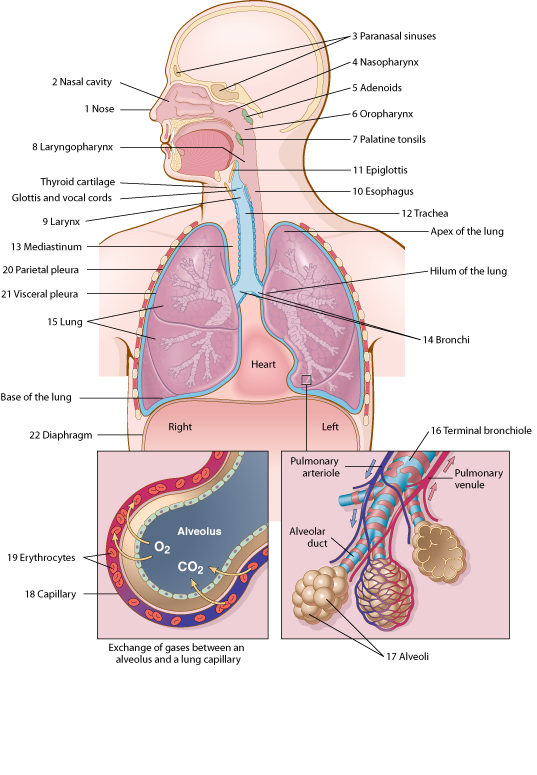 3 Paranasal sinuses
4 Nasopharynx
2 Nasal cavity
5 Adenoids
1 Nose
6 Oropharynx
7 Palatine tonsils
8 Laryngopharynx
11 Epiglottis
Thyroid cartilage
10 Esophagus
Glottis and vocal cords
12 Trachea
9 Larynx
Apex of the lung
13 Mediastinum
20 Parietal pleura
Hilum of the lung
21 Visceral pleura
15 Lung
14 Bronchi
Heart
Base of the lung
22 Diaphragm
Right
Left
16 Terminal bronchiole
Pulmonary
arteriole
Pulmonary
venule
Alveolus
O2
CO2
Alveolar
duct
19 Erythrocytes
18 Capillary
Exchange of gases between an
alveolus and a lung capillary
17 Alveoli